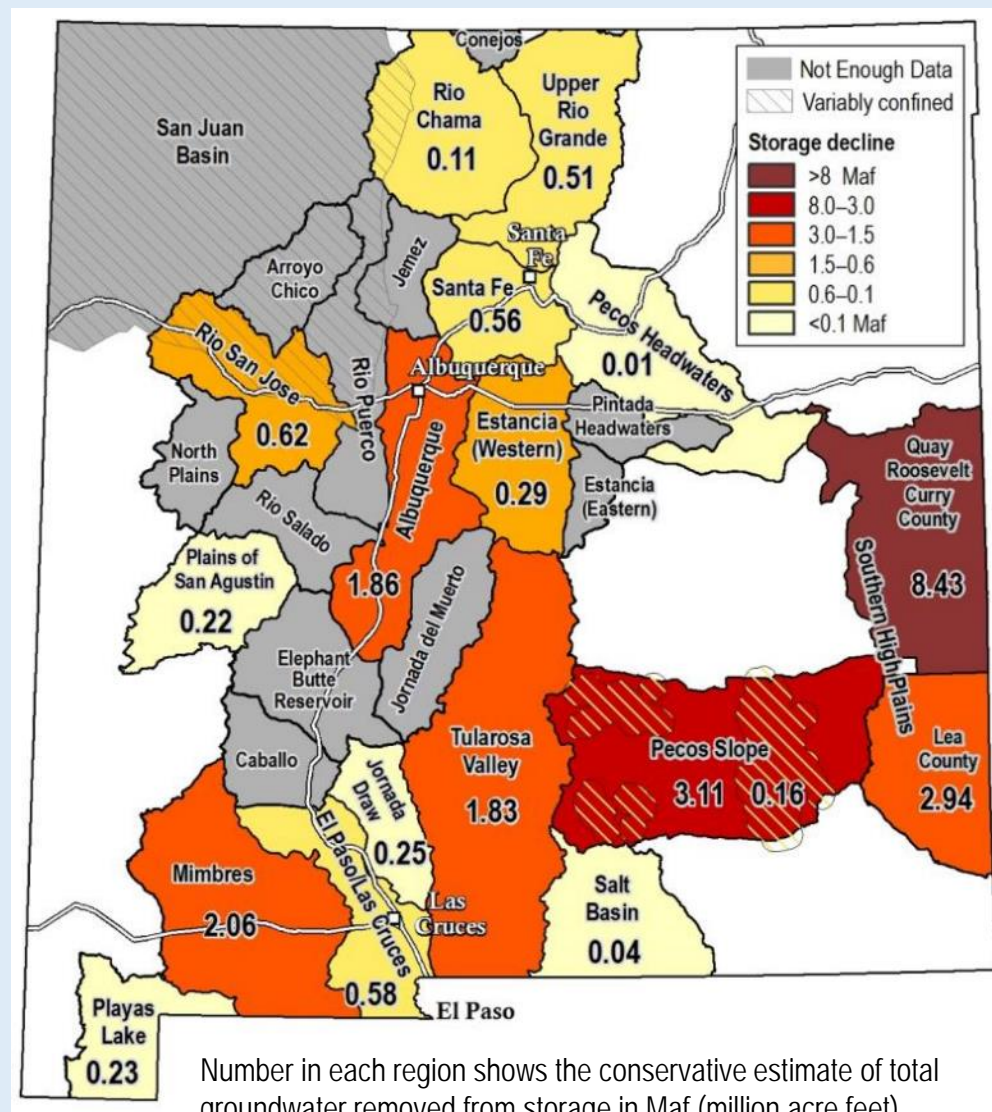 Conejos
Rio
Chama
0.11
Upper
Rio
Grande
0.51
Not Enough Data
Variably confined
Storage decline
>8 Maf
8.0–3.0
3.0–1.5
1.5–0.6
0.6–0.1
<0.1 Maf
San Juan
Basin
Arroyo
Chico
Jemez
Santa
Fe
Santa Fe
0.56
Pecos Headwaters
0.01
Rio San Jose
0.62
Rio Puerco
Albuquerque
Albuquerque
1.86
Estancia
(Western)
0.29
Pintada
Headwaters
Estancia
(Eastern)
Quay
Roosevelt
Curry
County
8.43
North
Plains
Rio Salado
Plains of
San Agustin
0.22
Elephant
Butte
Reservoir
Jornada del Muerto
Southern High Plains
Caballo
Jornada
Draw
0.25
Tularosa
Valley
1.83
Pecos Slope
3.11
0.16
Lea
County
2.94
Mimbres
2.06
El Paso/Las Cruces
0.58
Las
Cruces
Salt
Basin
0.04
El Paso
Playas
Lake
0.23
Number in each region shows the conservative estimate of total
groundwater removed from storage in Maf (million acre feet)